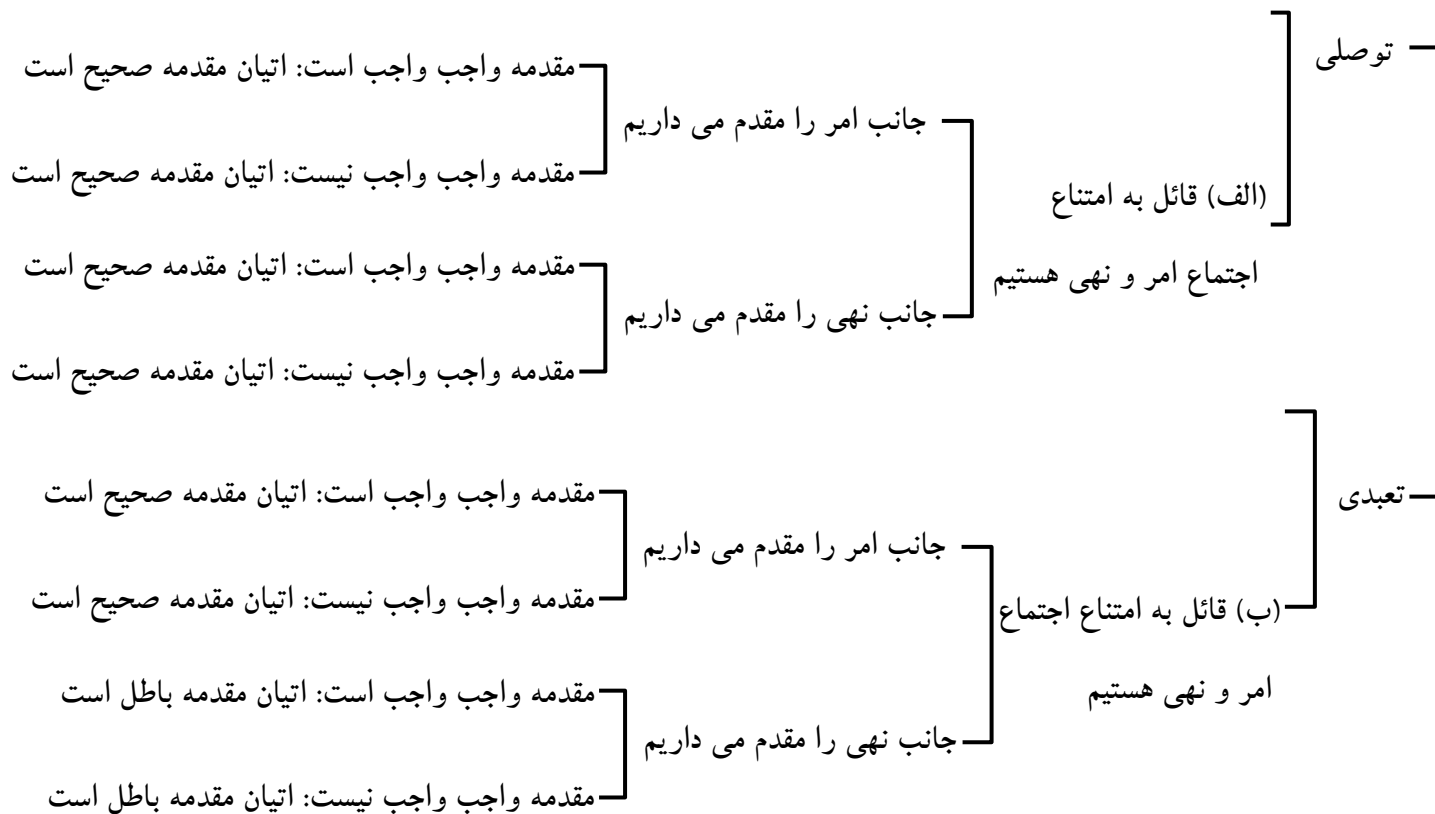 توصلی
(الف) قائل به امتناع
اجتماع امر و نهی هستیم
جانب امر را مقدم می داریم
مقدمه واجب واجب است: اتیان مقدمه صحیح است
مقدمه واجب واجب نیست: اتیان مقدمه صحیح است
جانب نهی را مقدم می داریم
مقدمه واجب واجب است: اتیان مقدمه صحیح است
مقدمه واجب واجب نیست: اتیان مقدمه صحیح است
تعبدی
(ب) قائل به امتناع اجتماع
امر و نهی هستیم
جانب امر را مقدم می داریم
مقدمه واجب واجب است: اتیان مقدمه صحیح است
مقدمه واجب واجب نیست: اتیان مقدمه صحیح است
جانب نهی را مقدم می داریم
مقدمه واجب واجب است: اتیان مقدمه باطل است
مقدمه واجب واجب نیست: اتیان مقدمه باطل است